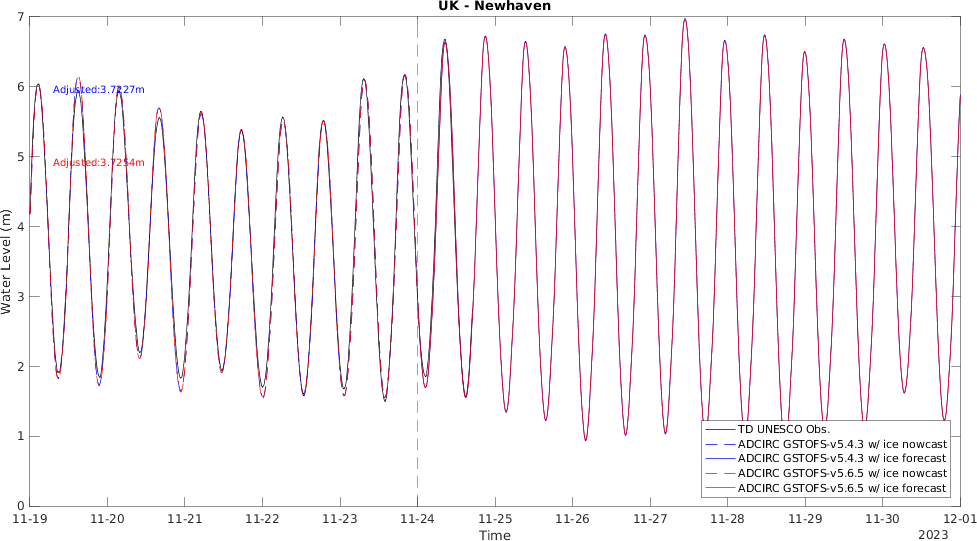 UK - Newhaven
7
6
5
4
3
2
1
0
Water Level (m)
Adjusted:3.7227m
Adjusted:3.7254m
TD UNESCO Obs.
ADCIRC GSTOFS-v5.4.3 w/ ice nowcast
ADCIRC GSTOFS-v5.4.3 w/ ice forecast
ADCIRC GSTOFS-v5.6.5 w/ ice nowcast
ADCIRC GSTOFS-v5.6.5 w/ ice forecast
11-19 11-20 11-21 11-22 11-23 11-24 11-25 11-26 11-27 11-28 11-29 11-30 12-01
Time
2023